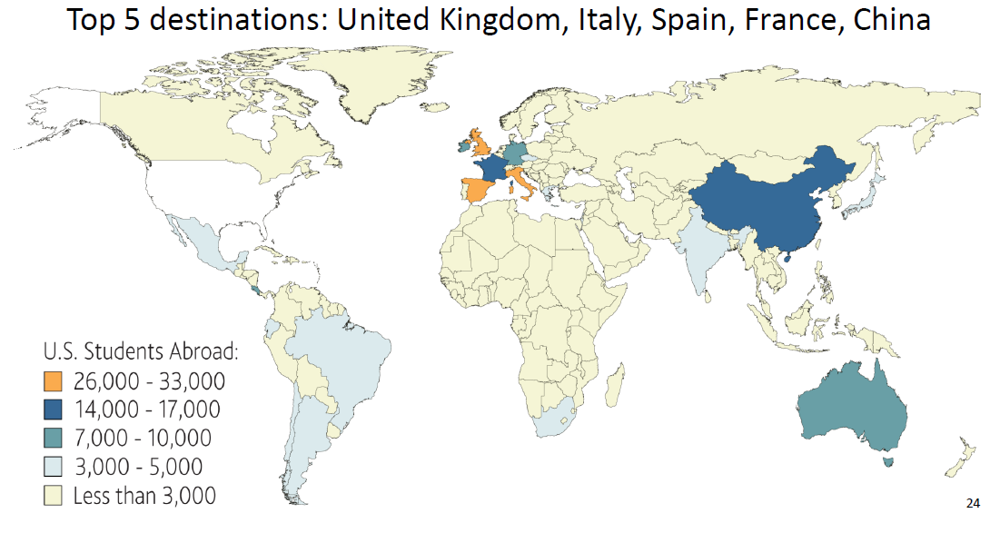 Top 5 destinations: United Kingdom, Italy, Spain, France, China
U.S. Students Abroad:
26,000 - 33,000
14,000 - 17,000
7,000 - 10,000
3,000 - 5,000
Less than 3,000
24